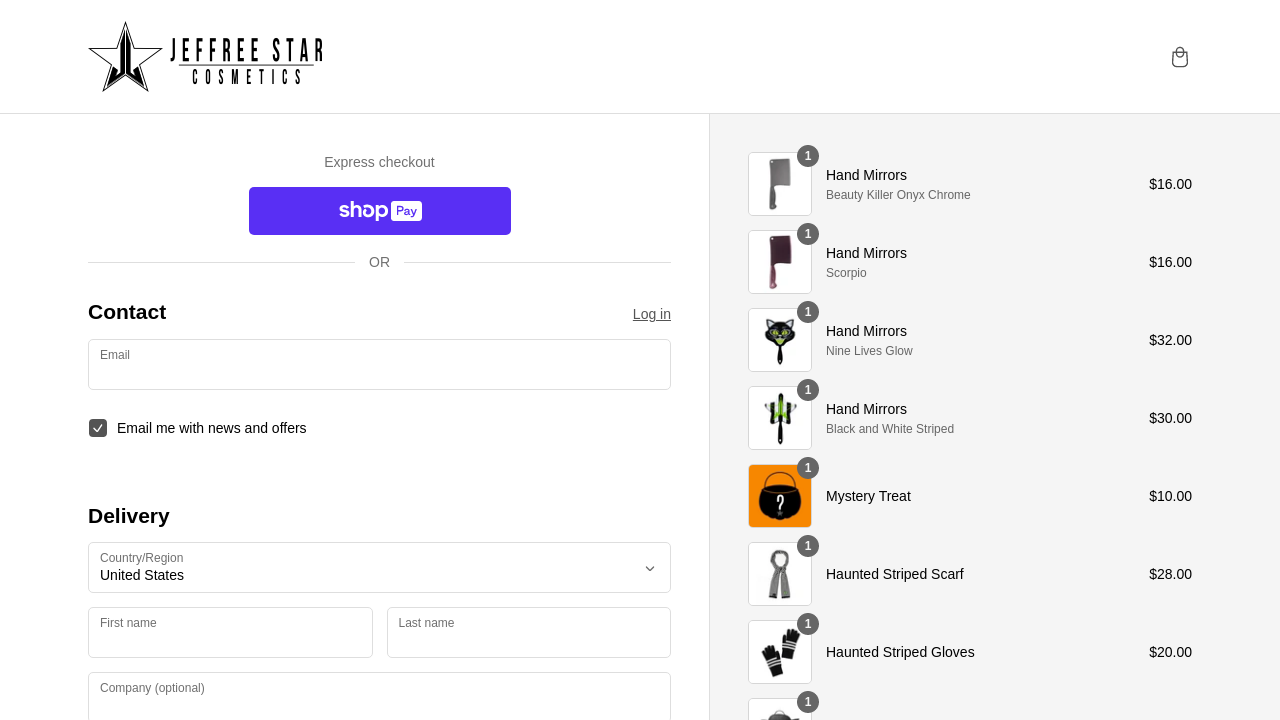 JEFFREE STAR
COSMETICS
Express checkout
shop Pay
OR
Contact
Log in
Email
Email me with news and offers
Delivery
Country/Region
United States
First name
Last name
Company (optional)
1
Hand Mirrors
Beauty Killer Onyx Chrome
$16.00
1
Hand Mirrors
Scorpio
$16.00
1
Hand Mirrors
Nine Lives Glow
$32.00
1
Hand Mirrors
Black and White Striped
$30.00
1
?
Mystery Treat
$10.00
1
Haunted Striped Scarf
$28.00
1
Haunted Striped Gloves
$20.00
1